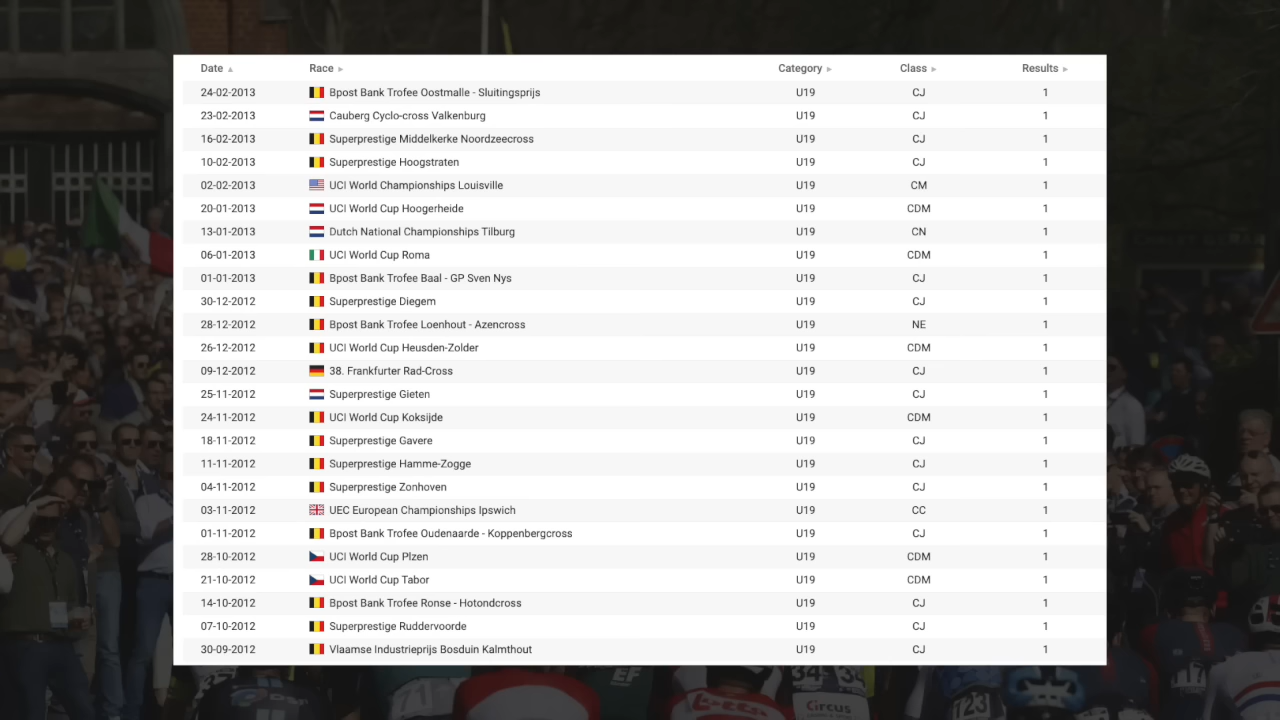 Date ▲ Race ▶ Category ▶ Class ▶ Results ▶
24-02-2013 Bpost Bank Trofee Oostmalle - Sluitingsprijs U19 CJ 1
23-02-2013 Cauberg Cyclo-cross Valkenburg U19 CJ 1
16-02-2013 Superprestige Middelkerke Noordzeecross U19 CJ 1
10-02-2013 Superprestige Hoogstraten U19 CJ 1
02-02-2013 UCI World Championships Louisville U19 CM 1
20-01-2013 UCI World Cup Hoogerheide U19 CDM 1
13-01-2013 Dutch National Championships Tilburg U19 CN 1
06-01-2013 UCI World Cup Roma U19 CDM 1
01-01-2013 Bpost Bank Trofee Baal - GP Sven Nys U19 CJ 1
30-12-2012 Superprestige Diegem U19 CJ 1
28-12-2012 Bpost Bank Trofee Loenhout - Azencross U19 NE 1
26-12-2012 UCI World Cup Heusden-Zolder U19 CDM 1
09-12-2012 38. Frankfurter Rad-Cross U19 CJ 1
25-11-2012 Superprestige Gieten U19 CJ 1
24-11-2012 UCI World Cup Koksijde U19 CDM 1
18-11-2012 Superprestige Gavere U19 CJ 1
11-11-2012 Superprestige Hamme-Zogge U19 CJ 1
04-11-2012 Superprestige Zonhoven U19 CJ 1
03-11-2012 UEC European Championships Ipswich U19 CC 1
01-11-2012 Bpost Bank Trofee Oudenaarde - Koppenbergcross U19 CJ 1
28-10-2012 UCI World Cup Plzen U19 CDM 1
21-10-2012 UCI World Cup Tabor U19 CDM 1
14-10-2012 Bpost Bank Trofee Ronse - Hotondcross U19 CJ 1
07-10-2012 Superprestige Ruddervoorde U19 CJ 1
30-09-2012 Vlaamse Industrieprijs Bosduin Kalmthout U19 CJ 1
EF
71 34
Circus
123